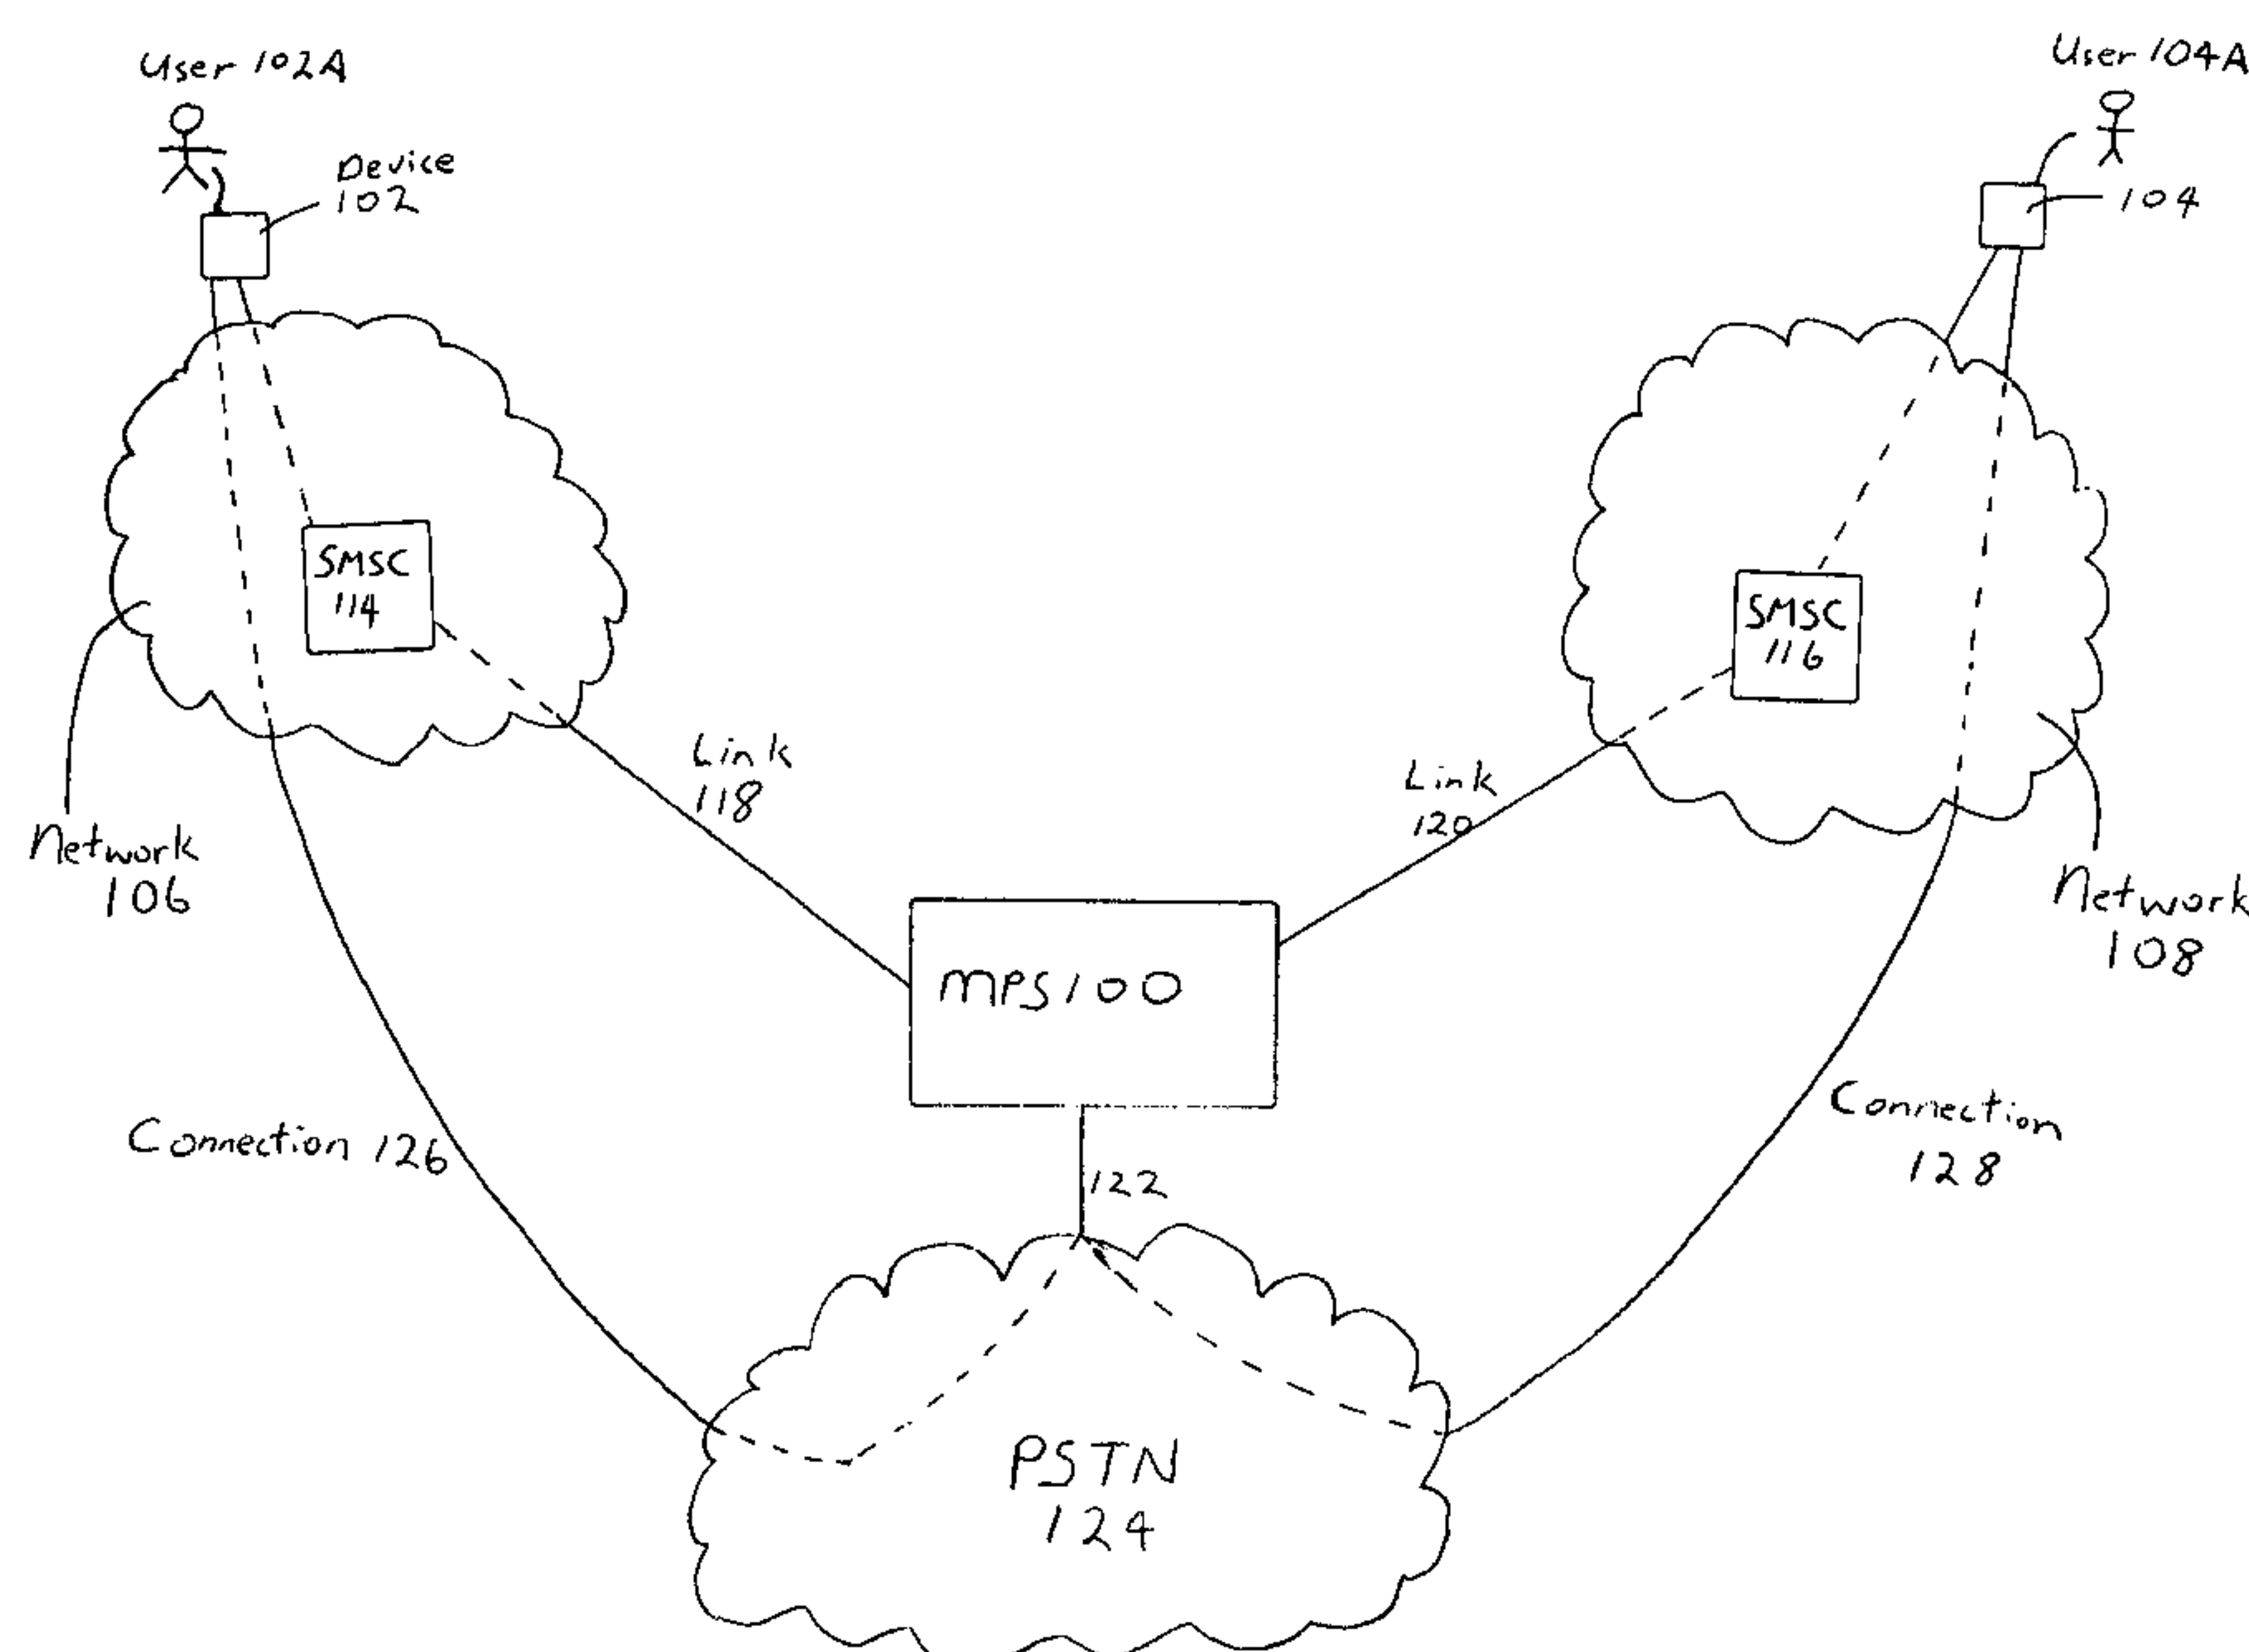 User 102A
User 104A
Device
102
104
SMSC
114
SMSC
116
Link
118
Link
120
Network
106
Network
108
MPS100
Connection 126
Connection
128
122
PSTN
124